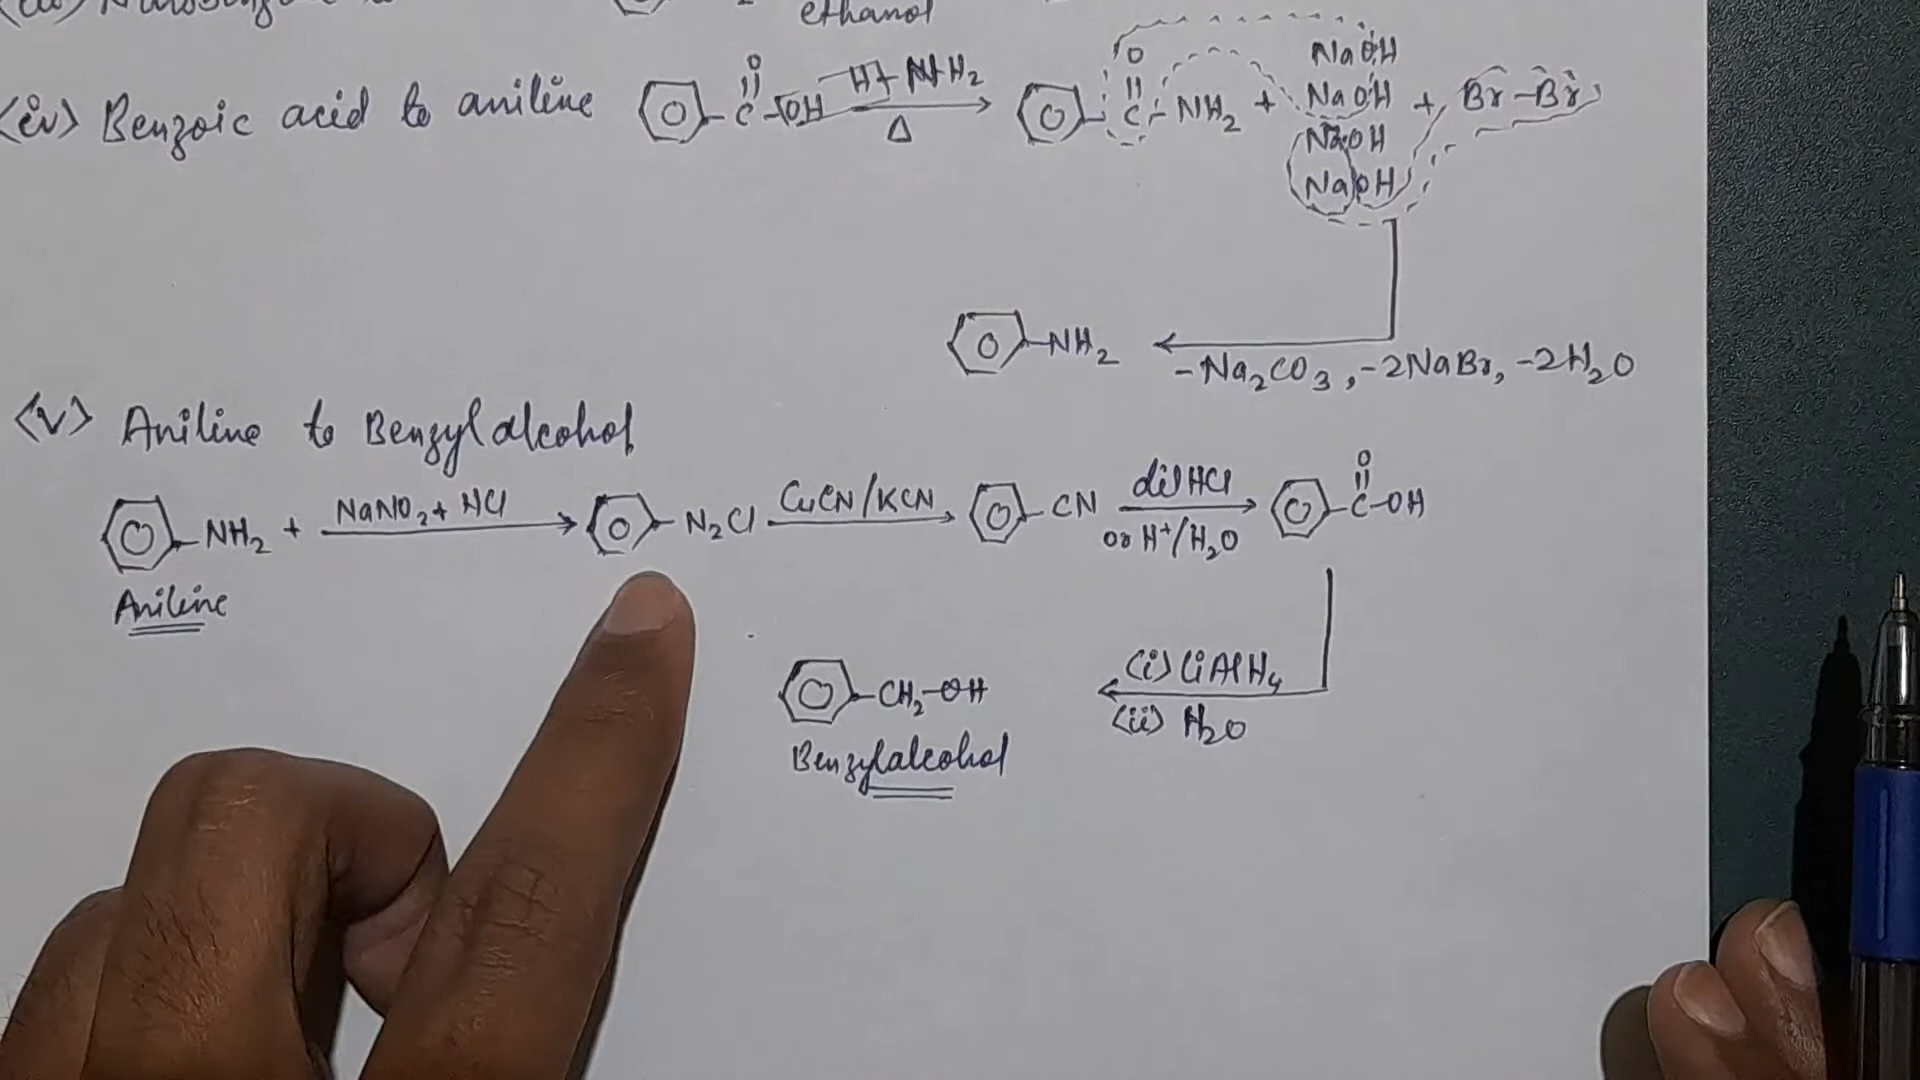 ethanol
(iv) Benzoic acid to aniline
O
C-OH
H+NH2
Δ
O
C-NH2 +
NaOH
NaOH
NaOH
NaOH
+ Br-Br
-NH2
-Na2CO3, -2NaBr, -2H2O
(v) Aniline to Benzylalcohol
-NH2 +
NaNO2+ HCl
-N2Cl
CuCN/KCN
-CN
dil HCl
or H+/H2O
O
C-OH
Aniline
(i) LiAlH4
(ii) H2O
-CH2-OH
Benzylalcohol